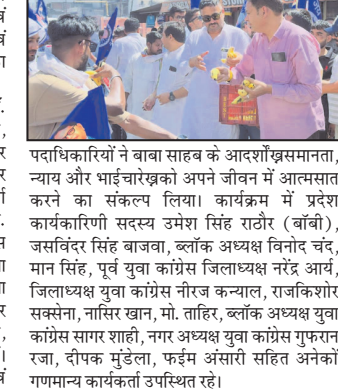 पदाधिकारियों ने बाबा साहब के आदर्शोंख्रसमानता,
न्याय और भाईचारेख्रको अपने जीवन में आत्मसात
करने का संकल्प लिया। कार्यक्रम में प्रदेश
कार्यकारिणी सदस्य उमेश सिंह राठौर (बॉबी),
जसविंदर सिंह बाजवा, ब्लॉक अध्यक्ष विनोद चंद,
मान सिंह, पूर्व युवा कांग्रेस जिलाध्यक्ष नरेंद्र आर्य,
जिलाध्यक्ष युवा कांग्रेस नीरज कन्याल, राजकिशोर
सक्सेना, नासिर खान, मो. ताहिर, ब्लॉक अध्यक्ष युवा
कांग्रेस सागर शाही, नगर अध्यक्ष युवा कांग्रेस गुफरान
रजा, दीपक मुंडेला, फईम अंसारी सहित अनेकों
गणमान्य कार्यकर्ता उपस्थित रहे।